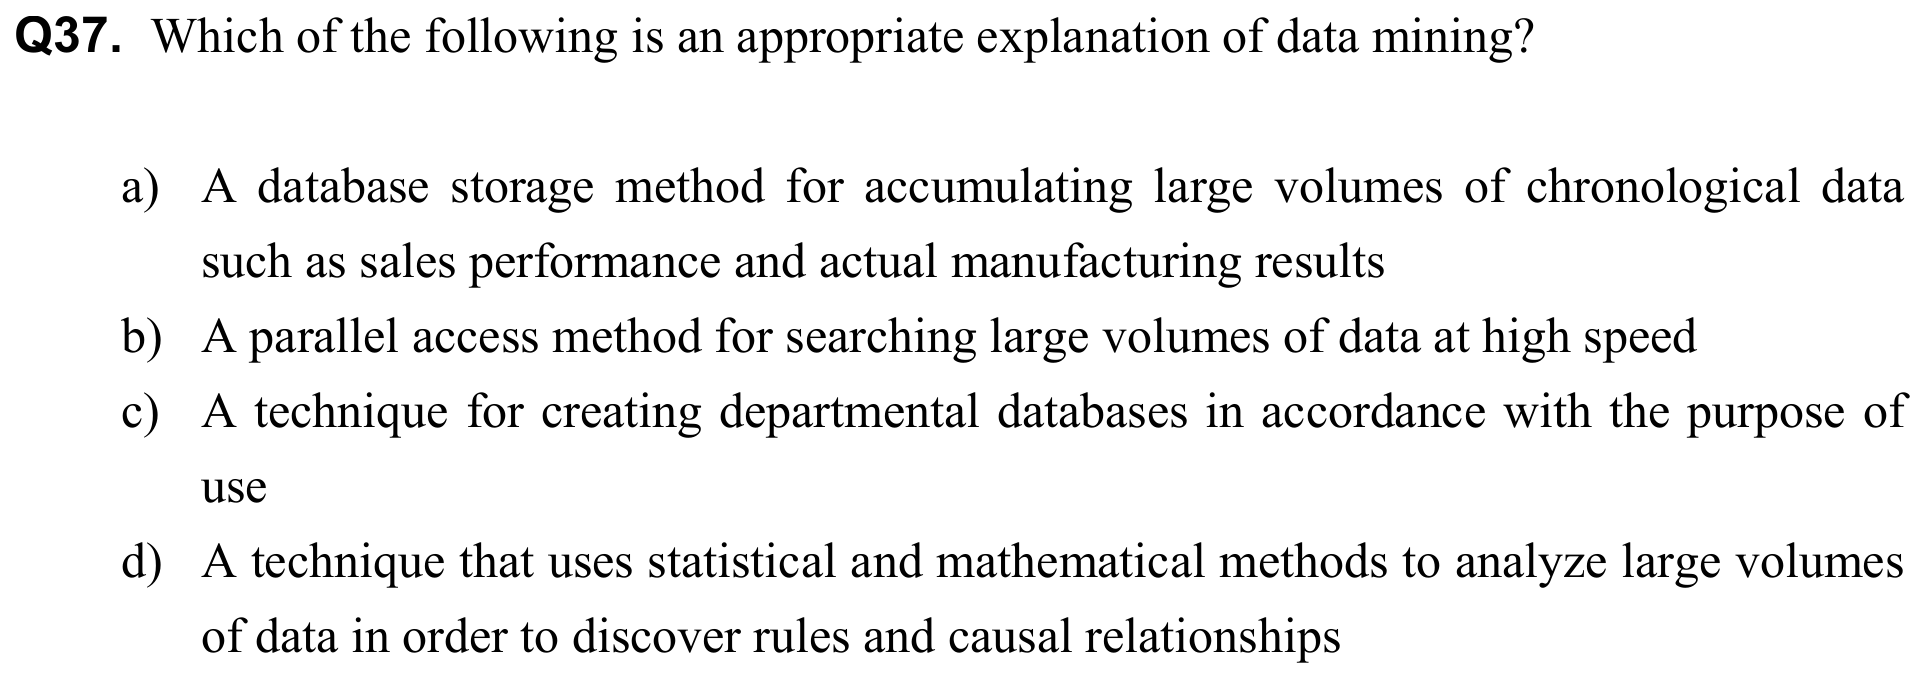 Q37. Which of the following is an appropriate explanation of data mining?
a) A database storage method for accumulating large volumes of chronological data
such as sales performance and actual manufacturing results
b) A parallel access method for searching large volumes of data at high speed
c) A technique for creating departmental databases in accordance with the purpose of
use
d) A technique that uses statistical and mathematical methods to analyze large volumes
of data in order to discover rules and causal relationships